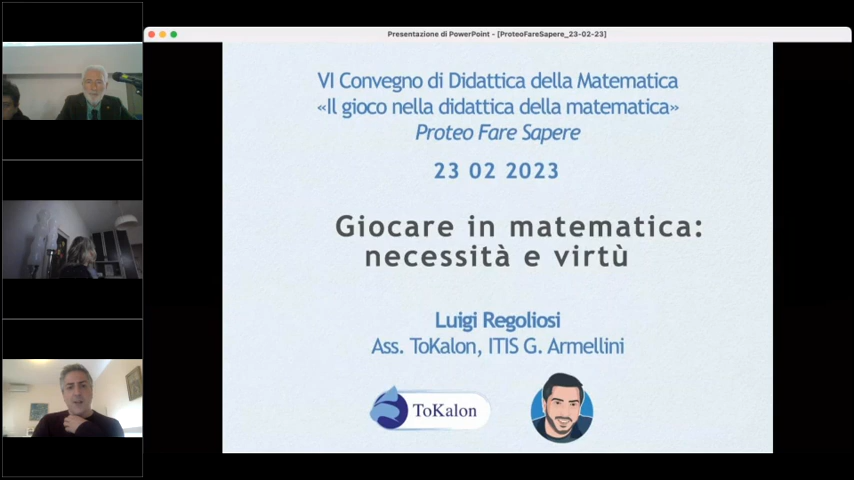 Presentazione di PowerPoint - [ProteoFareSapere_23-02-23]
VI Convegno di Didattica della Matematica
«Il gioco nella didattica della matematica»
Proteo Fare Sapere
23 02 2023
Giocare in matematica:
necessità e virtù
Luigi Regoliosi
Ass. ToKalon, ITIS G. Armellini
ToKalon